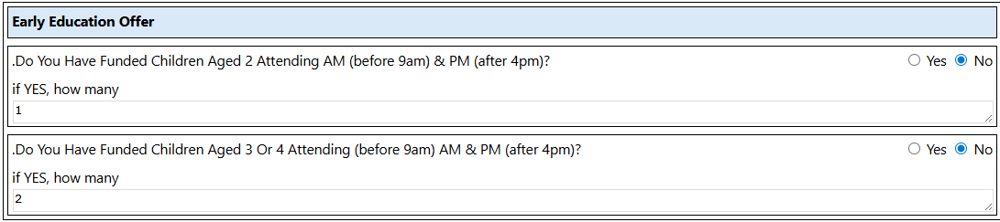 Early Education Offer
.Do You Have Funded Children Aged 2 Attending AM (before 9am) & PM (after 4pm)? Yes No
if YES, how many
1
.Do You Have Funded Children Aged 3 Or 4 Attending (before 9am) AM & PM (after 4pm)? Yes No
if YES, how many
2